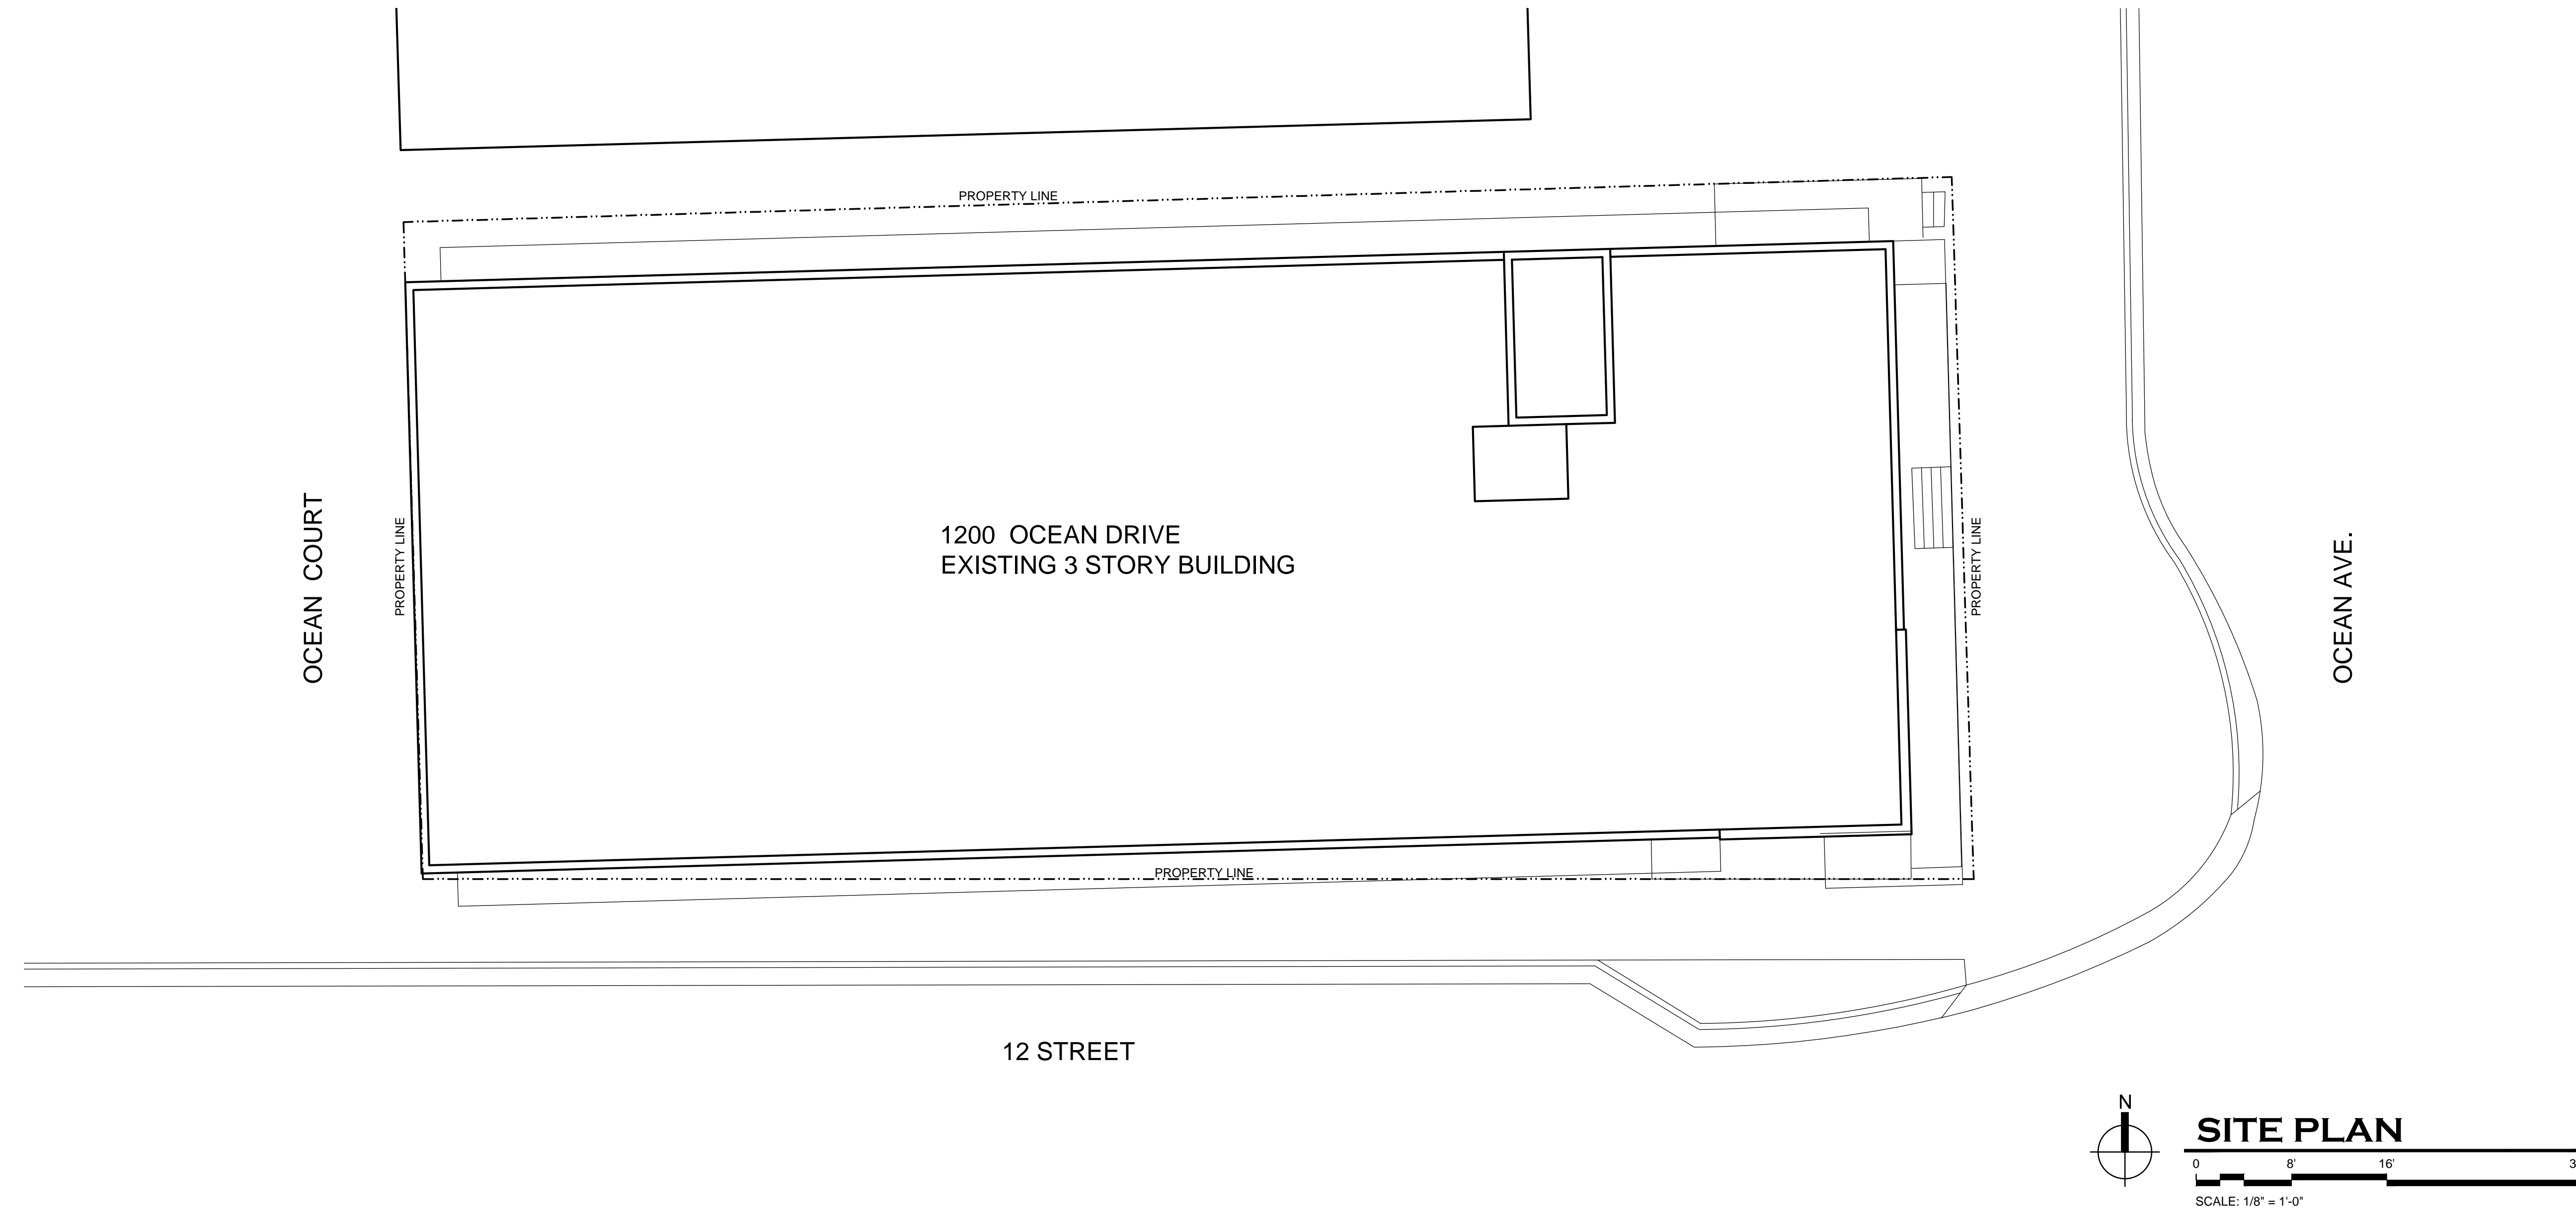 PROPERTY LINE
OCEAN COURT
PROPERTY LINE
1200 OCEAN DRIVE
EXISTING 3 STORY BUILDING
PROPERTY LINE
OCEAN AVE.
PROPERTY LINE
12 STREET
N
SITE PLAN
0 8' 16' 3
SCALE: 1/8" = 1'-0"